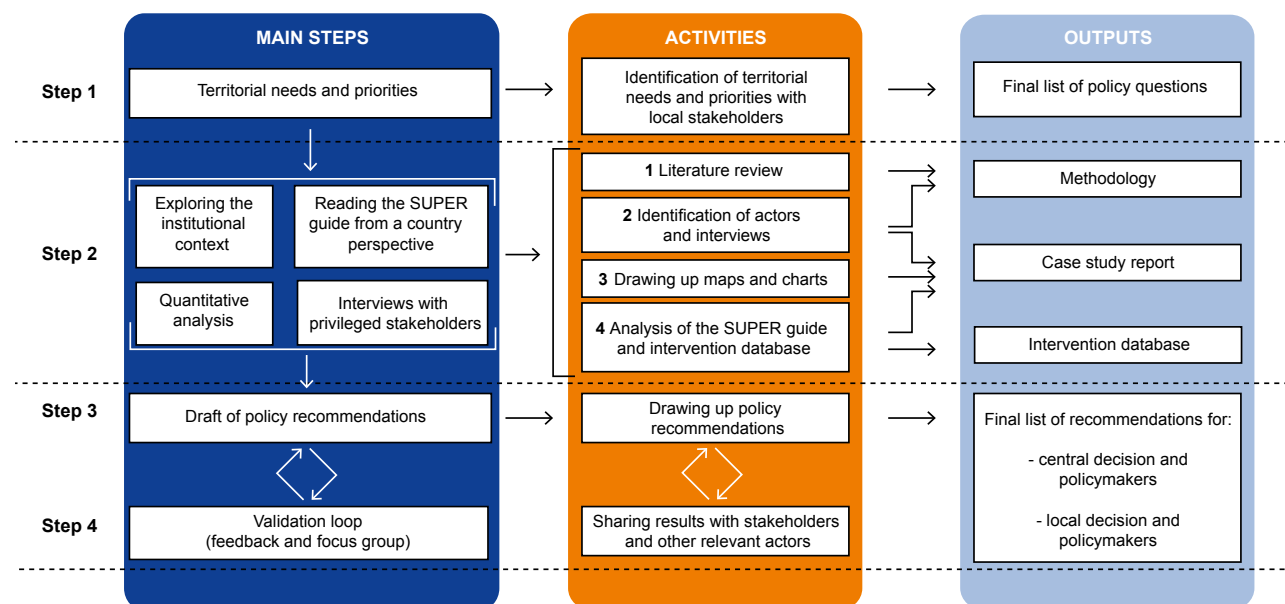 MAIN STEPS
ACTIVITIES
OUTPUTS
Step 1
Territorial needs and priorities
Identification of territorial
needs and priorities with
local stakeholders
Final list of policy questions
Step 2
Exploring the
institutional
context
Reading the SUPER
guide from a country
perspective
Quantitative
analysis
Interviews with
privileged stakeholders
1 Literature review
2 Identification of actors
and interviews
3 Drawing up maps and charts
4 Analysis of the SUPER guide
and intervention database
Methodology
Case study report
Intervention database
Step 3
Draft of policy recommendations
Drawing up policy
recommendations
Final list of recommendations for:
- central decision and
policymakers
- local decision and
policymakers
Step 4
Validation loop
(feedback and focus group)
Sharing results with stakeholders
and other relevant actors